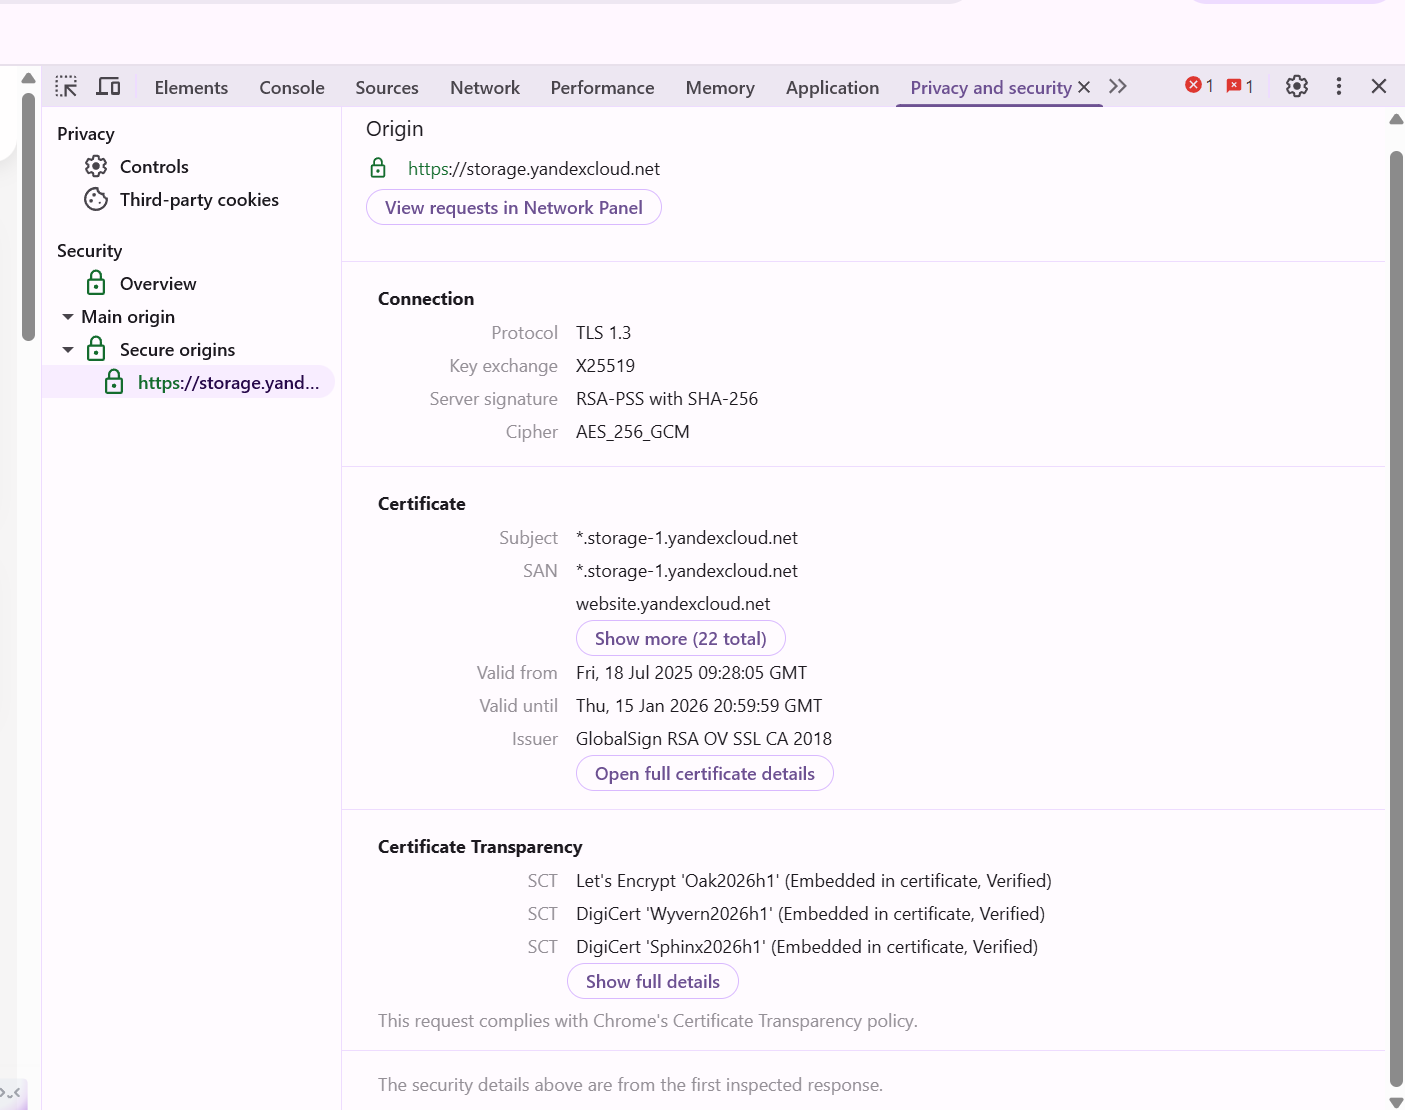 Elements Console Sources Network Performance Memory Application Privacy and security 1 1
Privacy
Controls
Third-party cookies
Security
Overview
Main origin
Secure origins
https://storage.yand...
Origin
https://storage.yandexcloud.net
View requests in Network Panel
Connection
Protocol TLS 1.3
Key exchange X25519
Server signature RSA-PSS with SHA-256
Cipher AES_256_GCM
Certificate
Subject *.storage-1.yandexcloud.net
SAN *.storage-1.yandexcloud.net
website.yandexcloud.net
Show more (22 total)
Valid from Fri, 18 Jul 2025 09:28:05 GMT
Valid until Thu, 15 Jan 2026 20:59:59 GMT
Issuer GlobalSign RSA OV SSL CA 2018
Open full certificate details
Certificate Transparency
SCT Let's Encrypt 'Oak2026h1' (Embedded in certificate, Verified)
SCT DigiCert 'Wyvern2026h1' (Embedded in certificate, Verified)
SCT DigiCert 'Sphinx2026h1' (Embedded in certificate, Verified)
Show full details
This request complies with Chrome's Certificate Transparency policy.
The security details above are from the first inspected response.